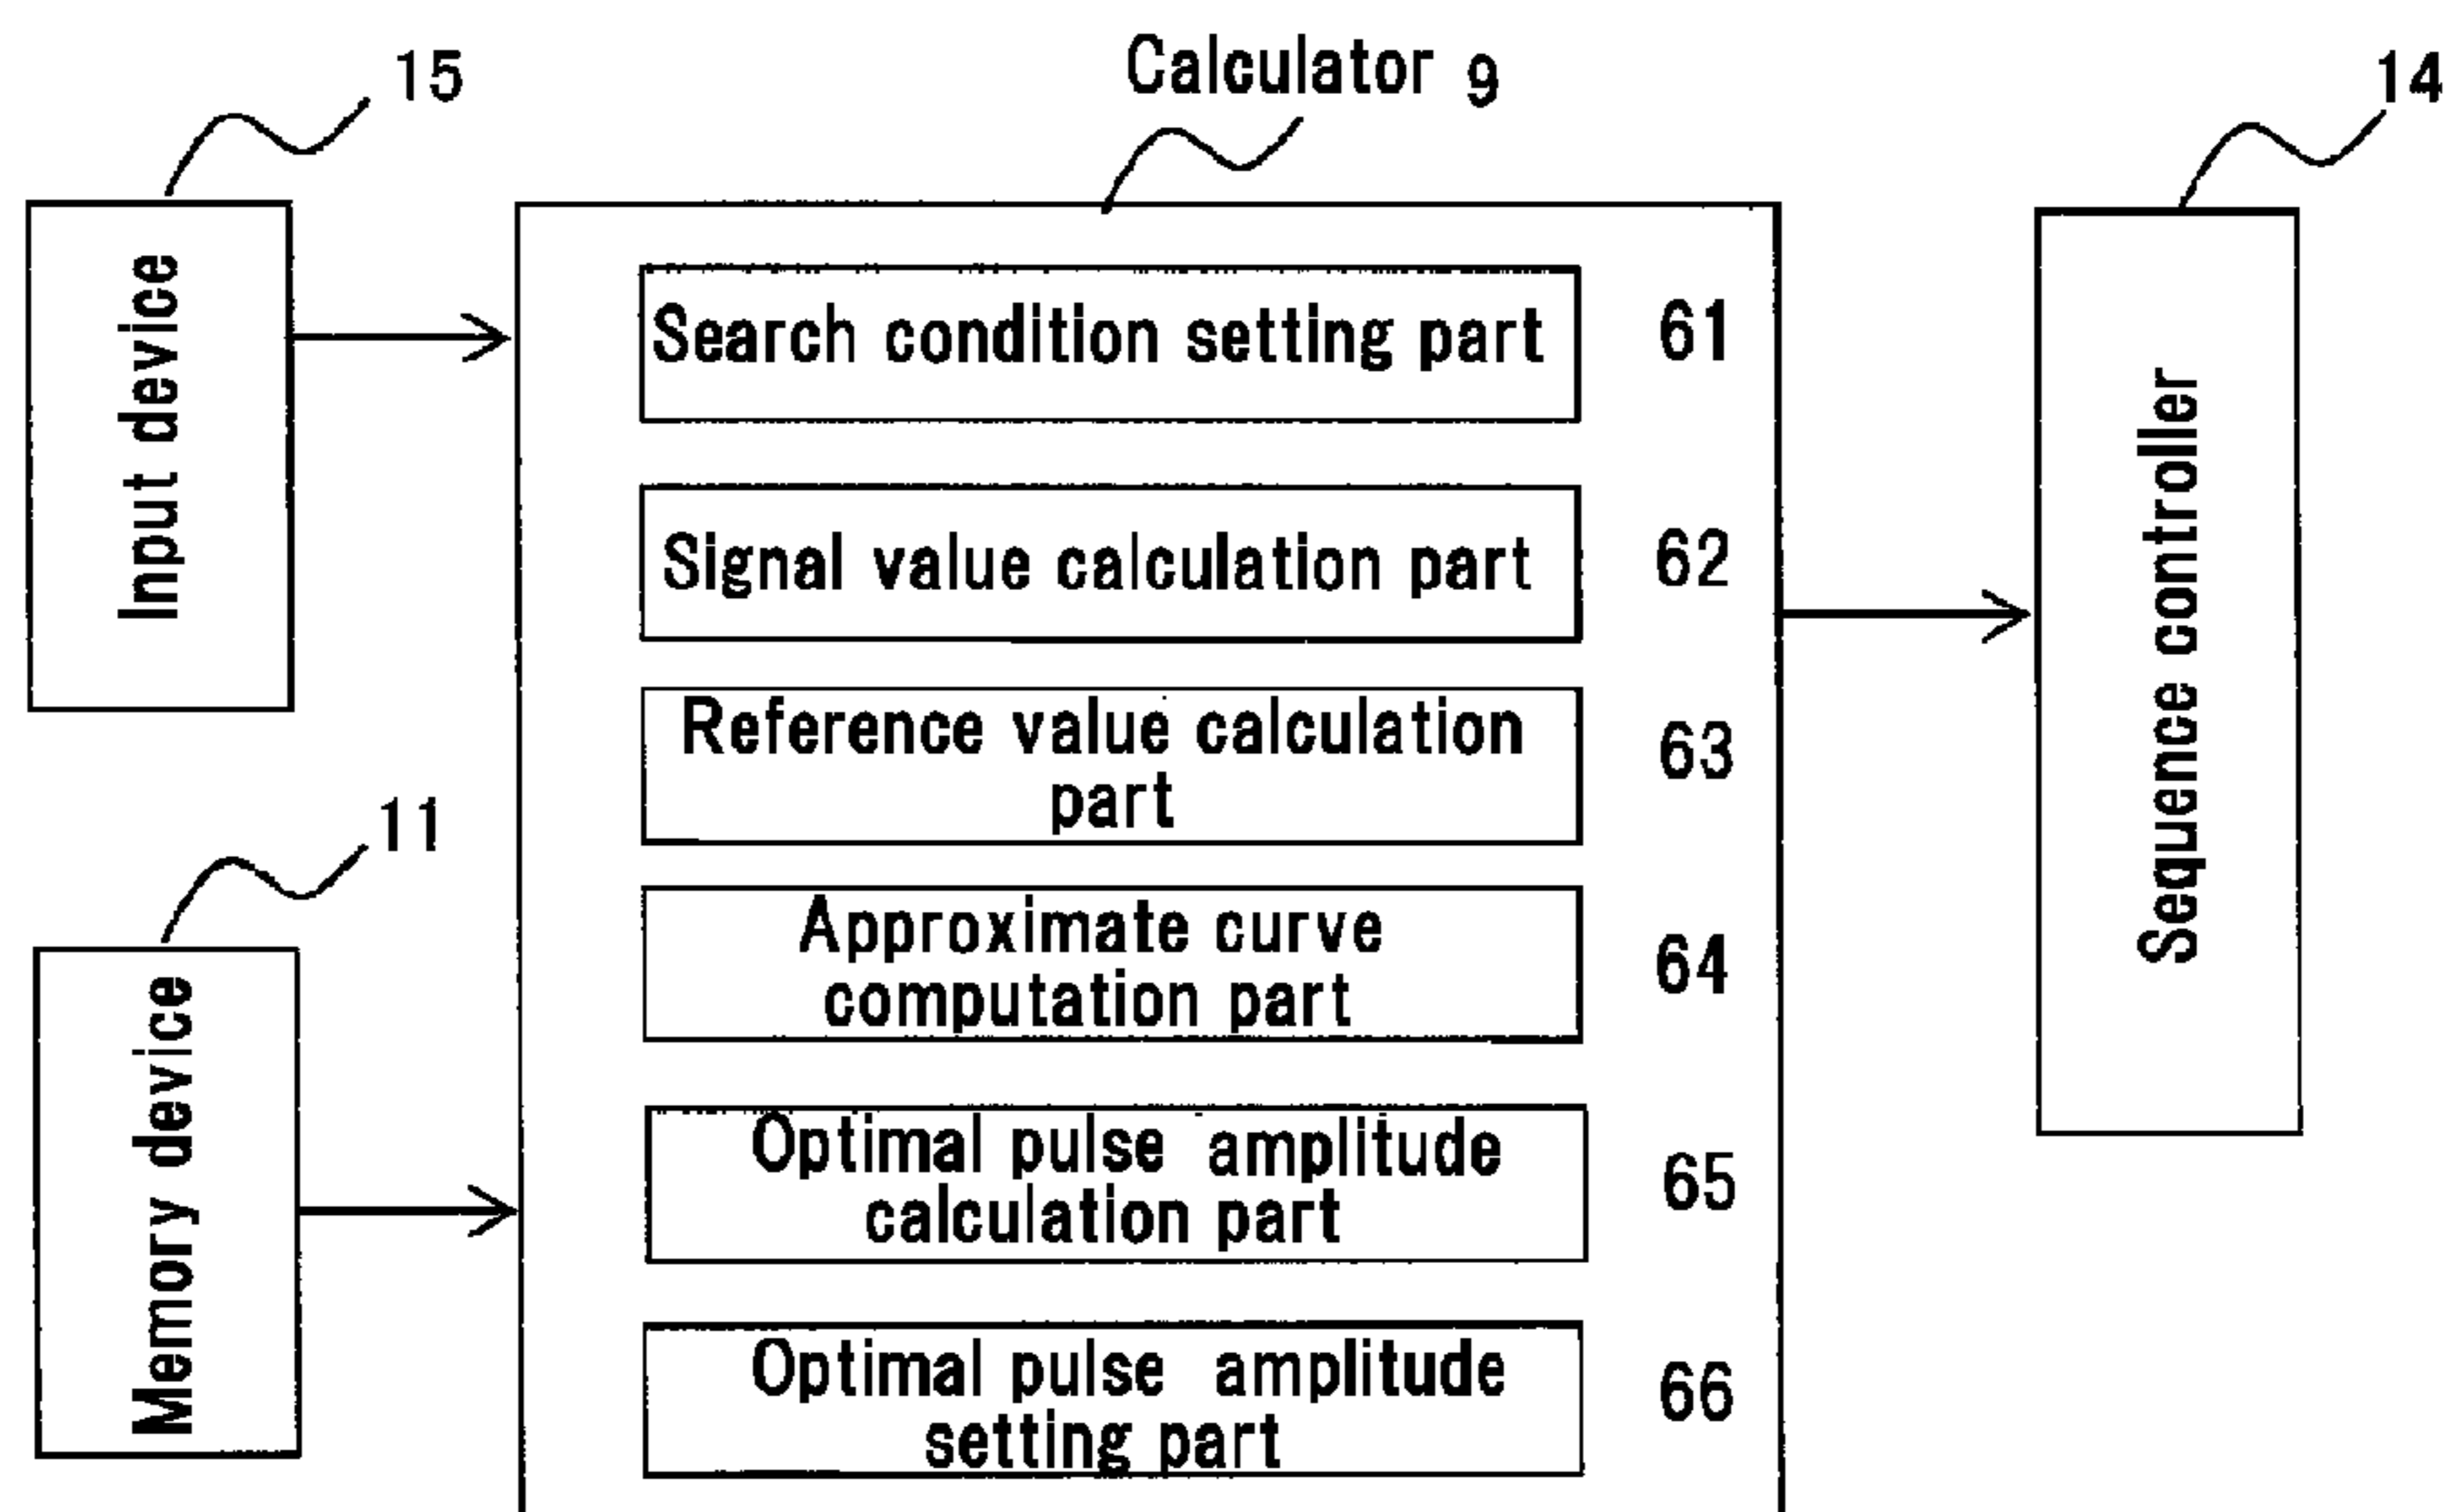 15
Calculator 9
14
Input device
Search condition setting part
61
Signal value calculation part
62
Reference value calculation
part
63
11
Memory device
Approximate curve
computation part
64
Optimal pulse amplitude
calculation part
65
Optimal pulse amplitude
setting part
66
Sequence controller